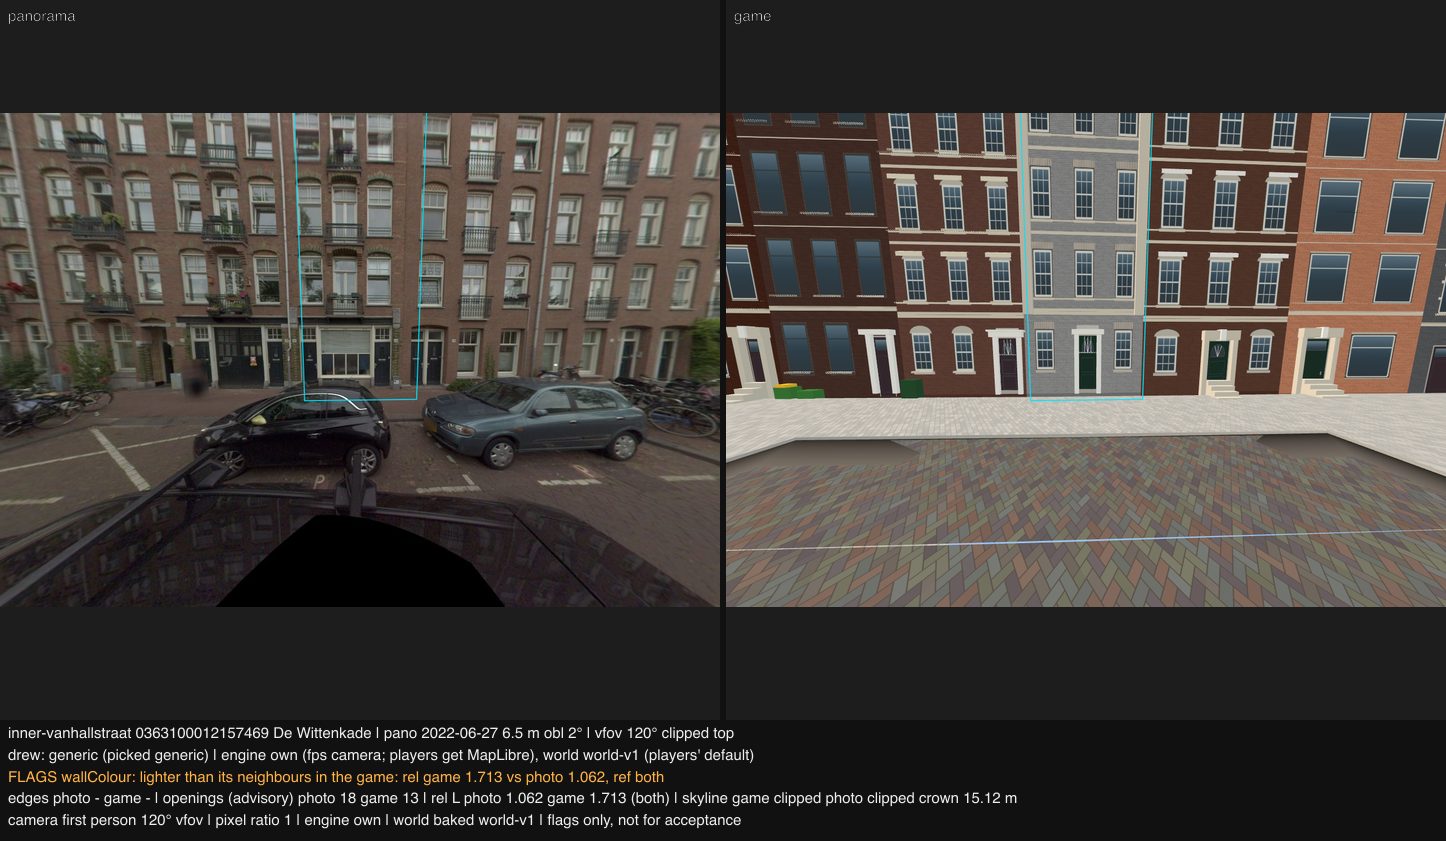 panorama
game
P
inner-vanhallstraat 0363100012157469 De Wittenkade | pano 2022-06-27 6.5 m obl 2° | vfov 120° clipped top
drew: generic (picked generic) | engine own (fps camera; players get MapLibre), world world-v1 (players' default)
FLAGS wallColour: lighter than its neighbours in the game: rel game 1.713 vs photo 1.062, ref both
edges photo - game - | openings (advisory) photo 18 game 13 | rel L photo 1.062 game 1.713 (both) | skyline game clipped photo clipped crown 15.12 m
camera first person 120° vfov | pixel ratio 1 | engine own | world baked world-v1 | flags only, not for acceptance